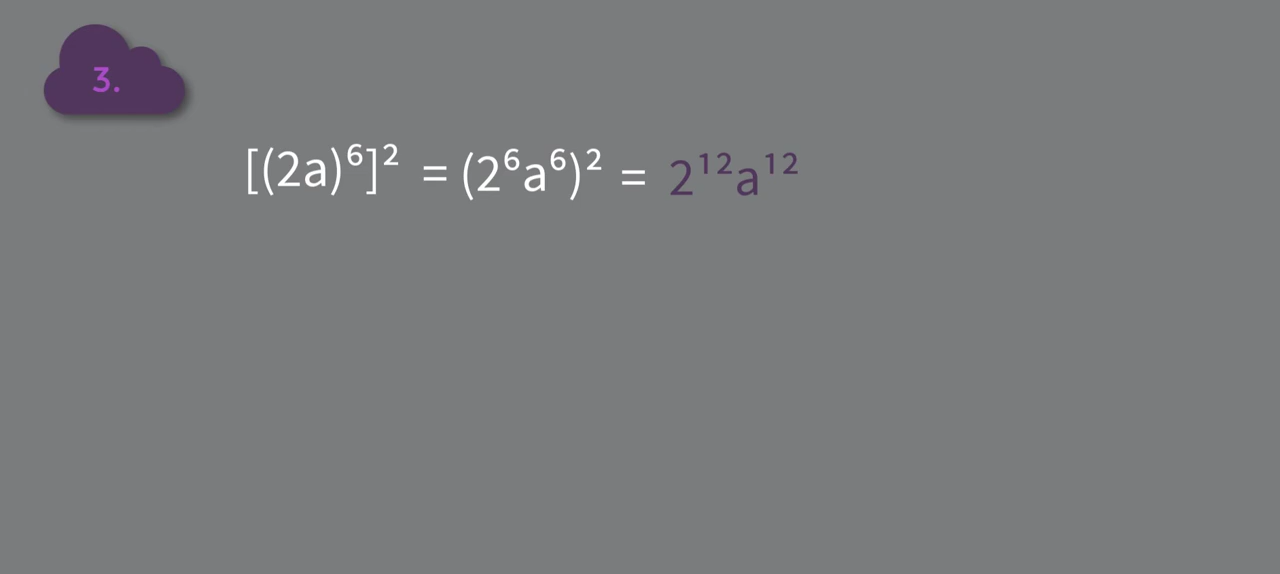 3.
[(2a)⁶]² = (2⁶a⁶)² = 2¹²a¹²